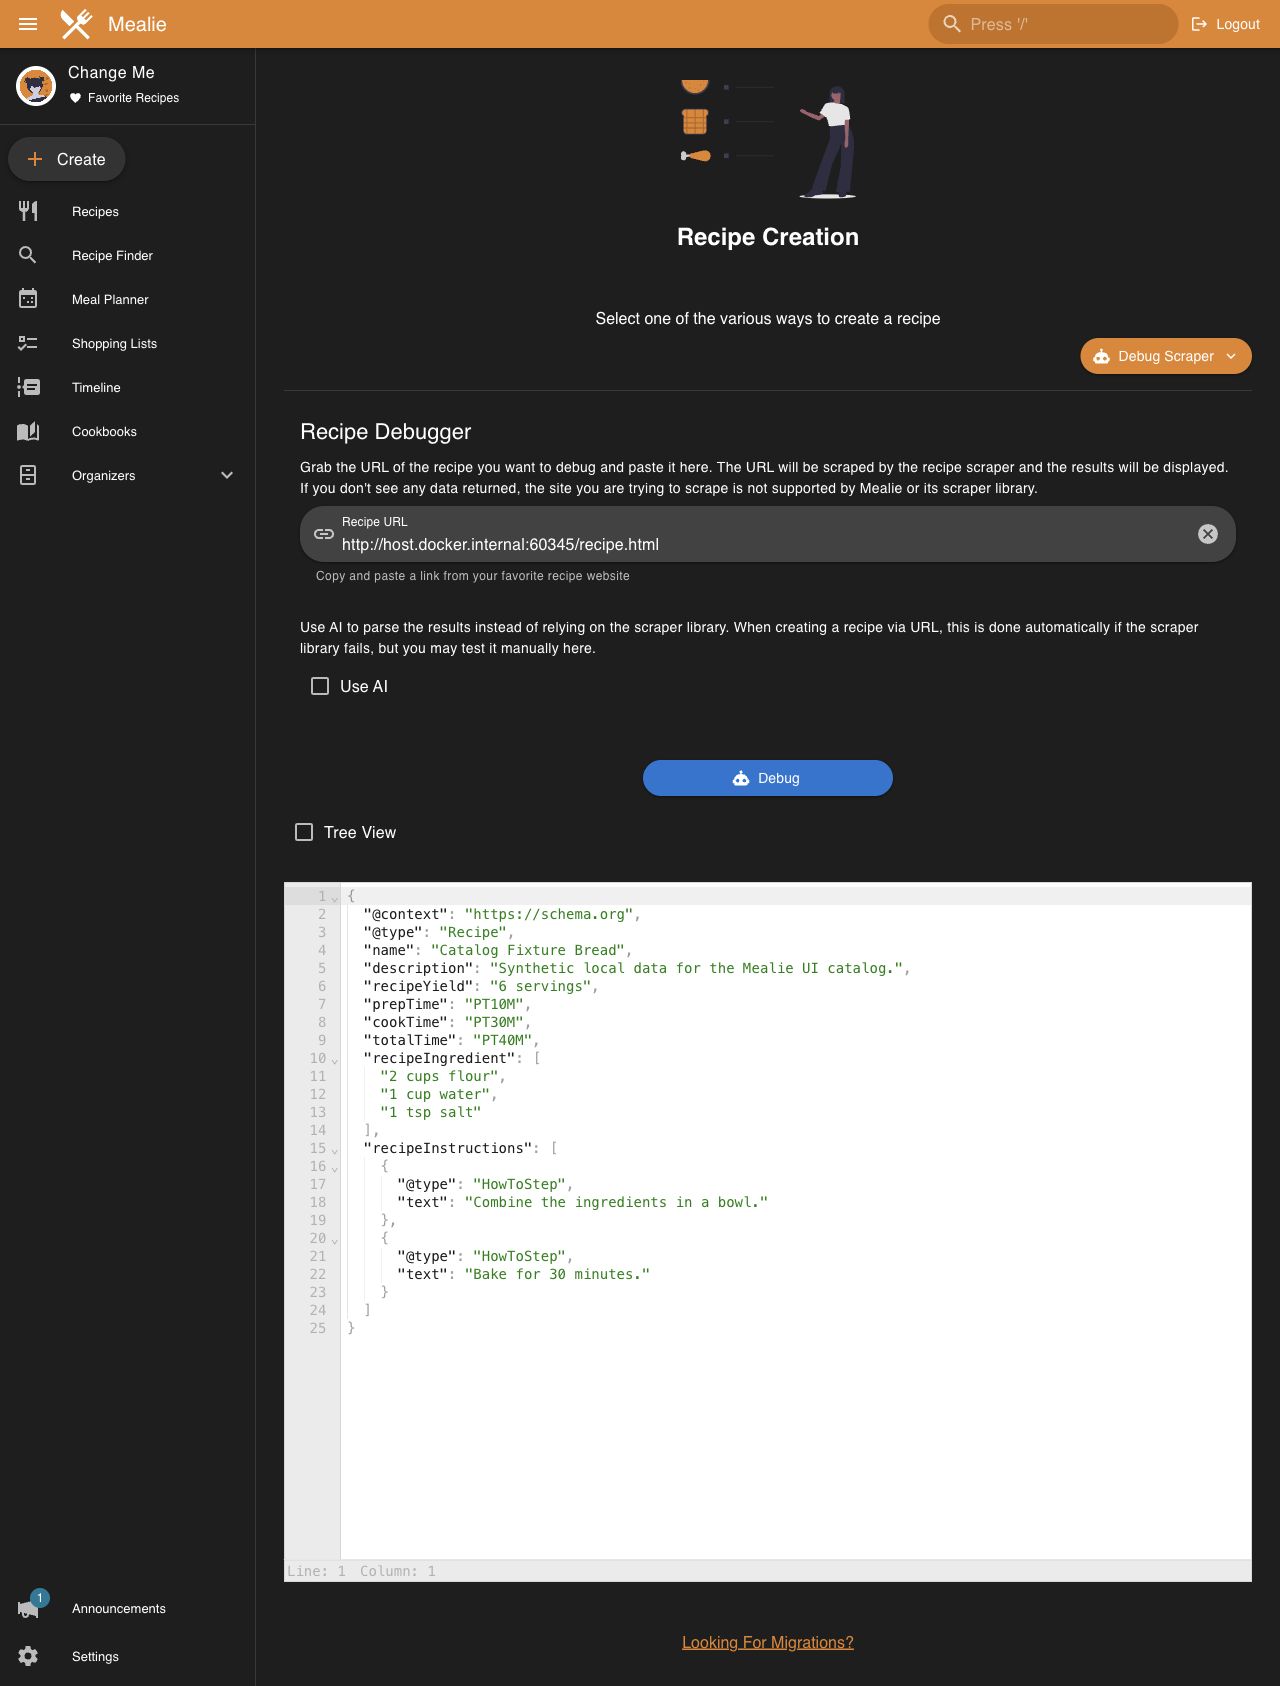 Mealie
Press '/'
Logout
Change Me
Favorite Recipes
Create
Recipes
Recipe Finder
Meal Planner
Shopping Lists
Timeline
Cookbooks
Organizers
Recipe Creation
Select one of the various ways to create a recipe
Debug Scraper
Recipe Debugger
Grab the URL of the recipe you want to debug and paste it here. The URL will be scraped by the recipe scraper and the results will be displayed.
If you don't see any data returned, the site you are trying to scrape is not supported by Mealie or its scraper library.
Recipe URL
http://host.docker.internal:60345/recipe.html
Copy and paste a link from your favorite recipe website
Use AI to parse the results instead of relying on the scraper library. When creating a recipe via URL, this is done automatically if the scraper
library fails, but you may test it manually here.
Use AI
Debug
Tree View
1 {
2 "@context": "https://schema.org",
3 "@type": "Recipe",
4 "name": "Catalog Fixture Bread",
5 "description": "Synthetic local data for the Mealie UI catalog.",
6 "recipeYield": "6 servings",
7 "prepTime": "PT10M",
8 "cookTime": "PT30M",
9 "totalTime": "PT40M",
10 "recipeIngredient": [
11 "2 cups flour",
12 "1 cup water",
13 "1 tsp salt"
14 ],
15 "recipeInstructions": [
16 {
17 "@type": "HowToStep",
18 "text": "Combine the ingredients in a bowl."
19 },
20 {
21 "@type": "HowToStep",
22 "text": "Bake for 30 minutes."
23 }
24 ]
25 }
Line: 1 Column: 1
Looking For Migrations?
1
Announcements
Settings